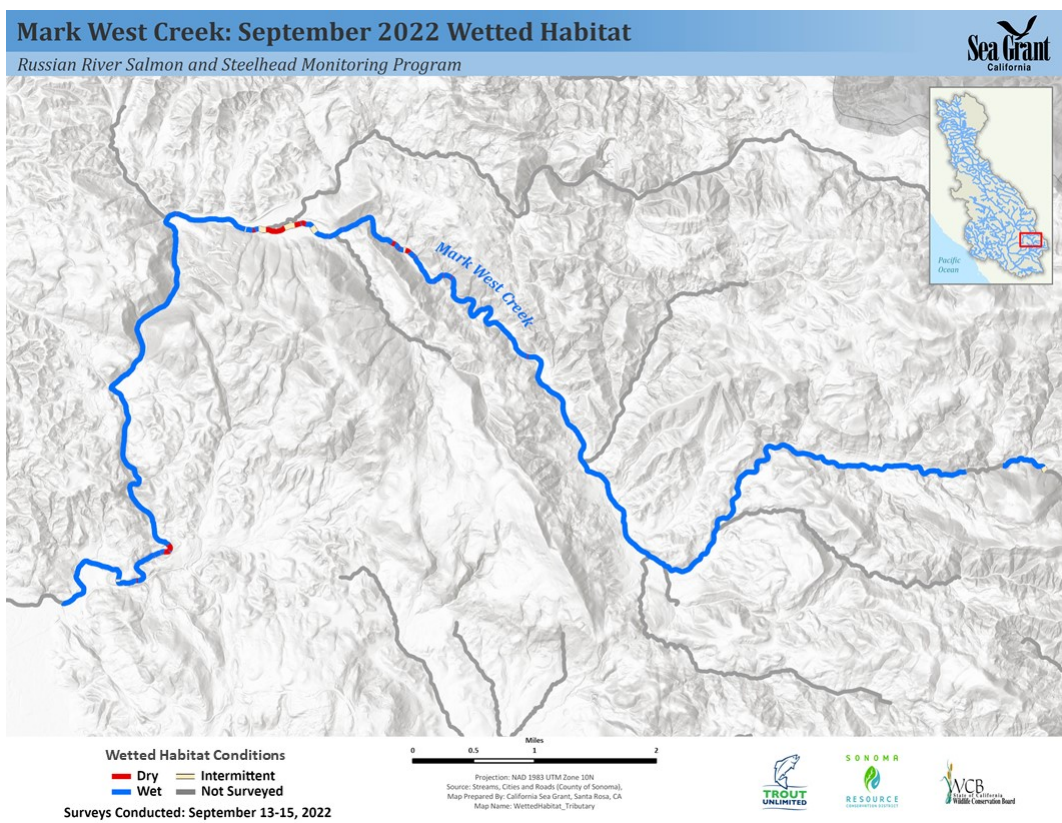 Mark West Creek: September 2022 Wetted Habitat
Russian River Salmon and Steelhead Monitoring Program
Sea Grant
California
Pacific
Ocean
Mark West Creek
Wetted Habitat Conditions
Dry
Intermittent
Wet
Not Surveyed
Surveys Conducted: September 13-15, 2022
Miles
0 0.5 1 2
Projection: NAD 1983 UTM Zone 10N
Source: Streams, Cities and Roads (County of Sonoma),
Map Prepared By: California Sea Grant, Santa Rosa, CA
Map Name: WettedHabitat_Tributary
TROUT
UNLIMITED
SONOMA
RESOURCE
CONSERVATION DISTRICT
WCB
State of California
Wildlife Conservation Board